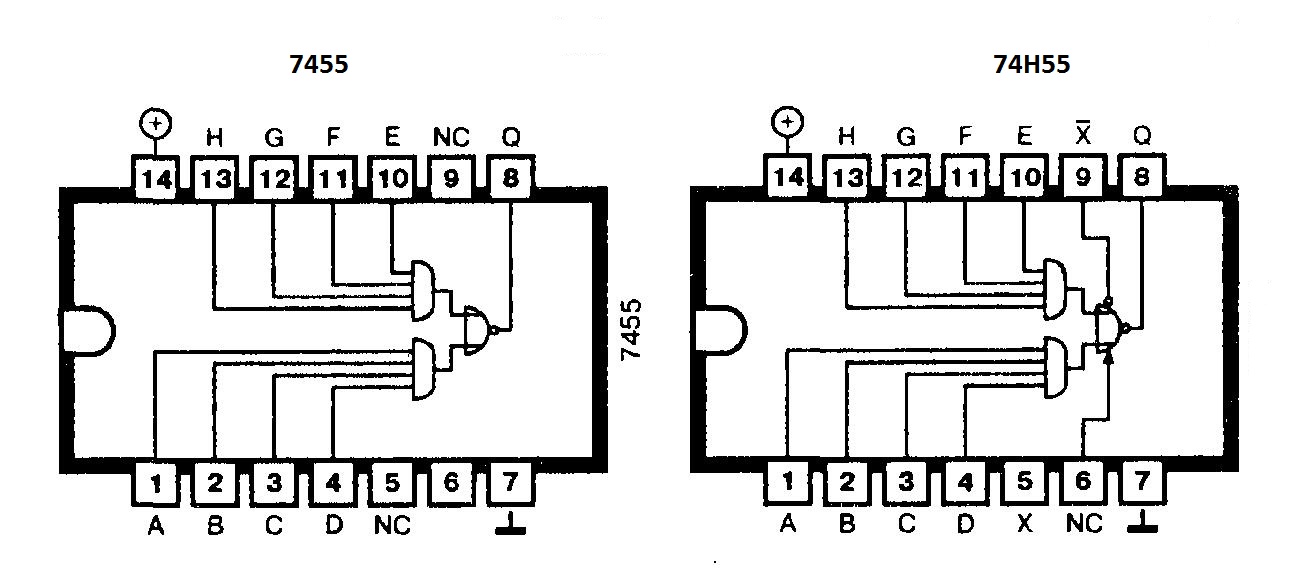 7455 74H55
H G F E NC Q H G F E X̅ Q
14 13 12 11 10 9 8 14 13 12 11 10 9 8
7455
1 2 3 4 5 6 7 1 2 3 4 5 6 7
A B C D NC A B C D X NC